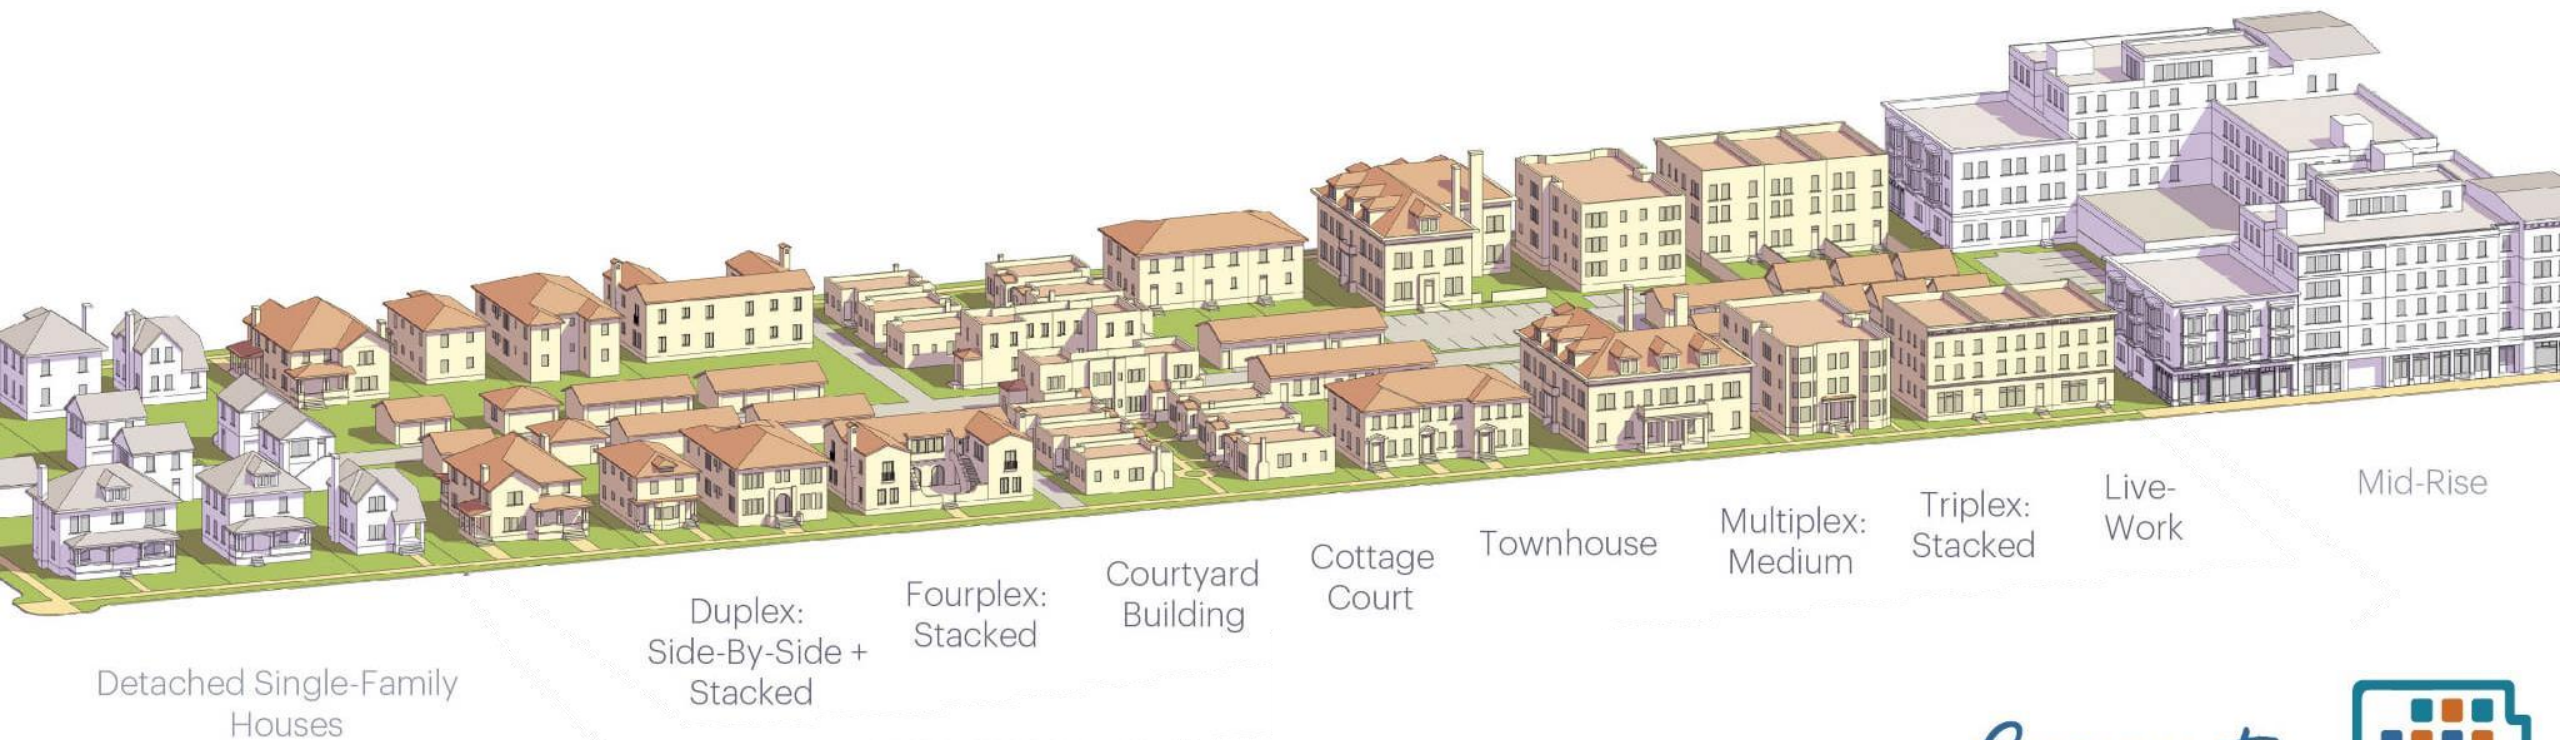 Detached Single-Family
Houses
Duplex:
Side-By-Side +
Stacked
Fourplex:
Stacked
Courtyard
Building
Cottage
Court
Townhouse
Multiplex:
Medium
Triplex:
Stacked
Live-
Work
Mid-Rise